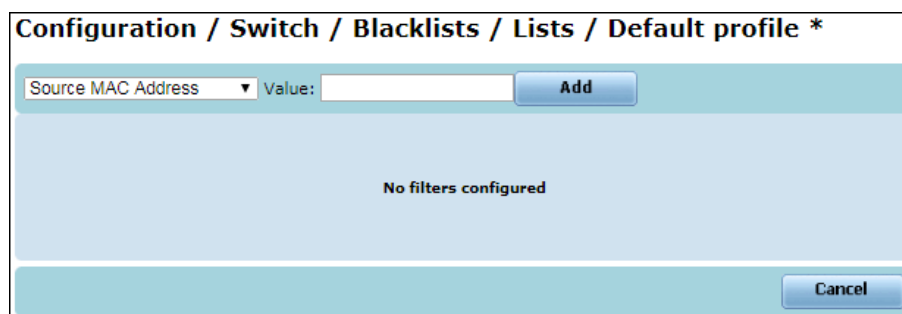 Configuration / Switch / Blacklists / Lists / Default profile *
Source MAC Address Value: Add
No filters configured
Cancel